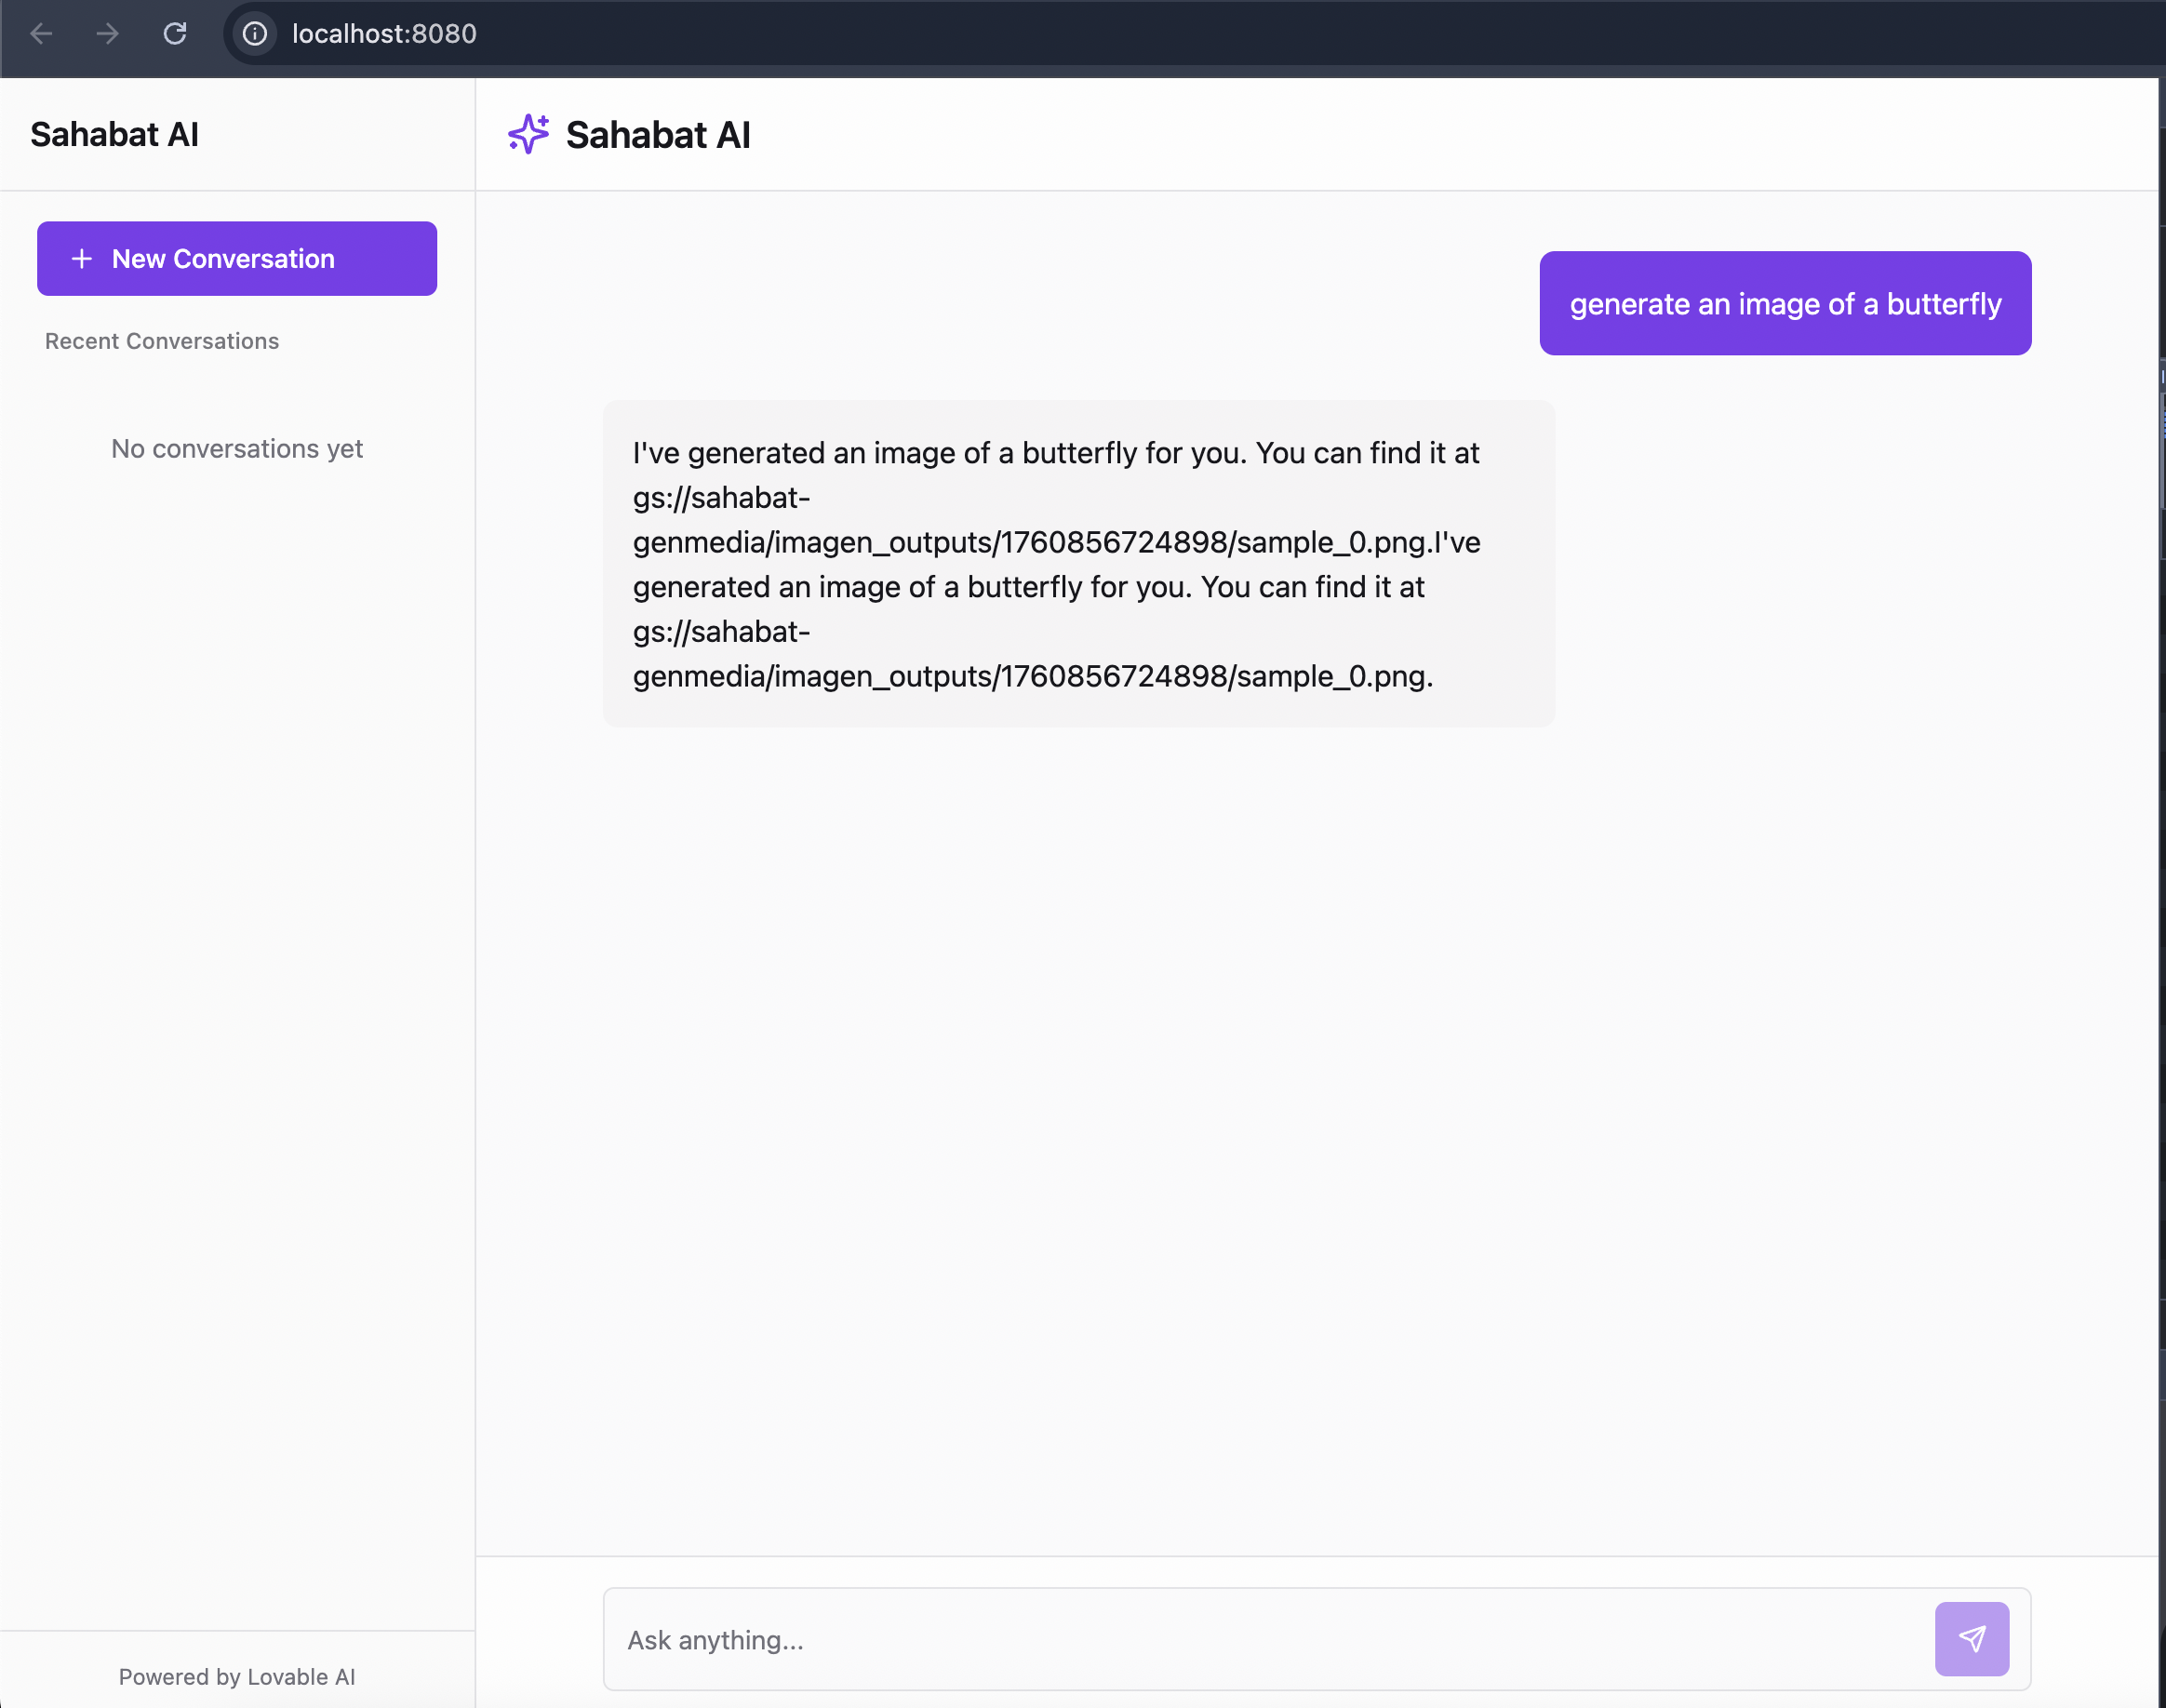 localhost:8080
Sahabat AI
Sahabat AI
+ New Conversation
Recent Conversations
No conversations yet
generate an image of a butterfly
I've generated an image of a butterfly for you. You can find it at
gs://sahabat-
genmedia/imagen_outputs/1760856724898/sample_0.png.I've
generated an image of a butterfly for you. You can find it at
gs://sahabat-
genmedia/imagen_outputs/1760856724898/sample_0.png.
Ask anything...
Powered by Lovable AI